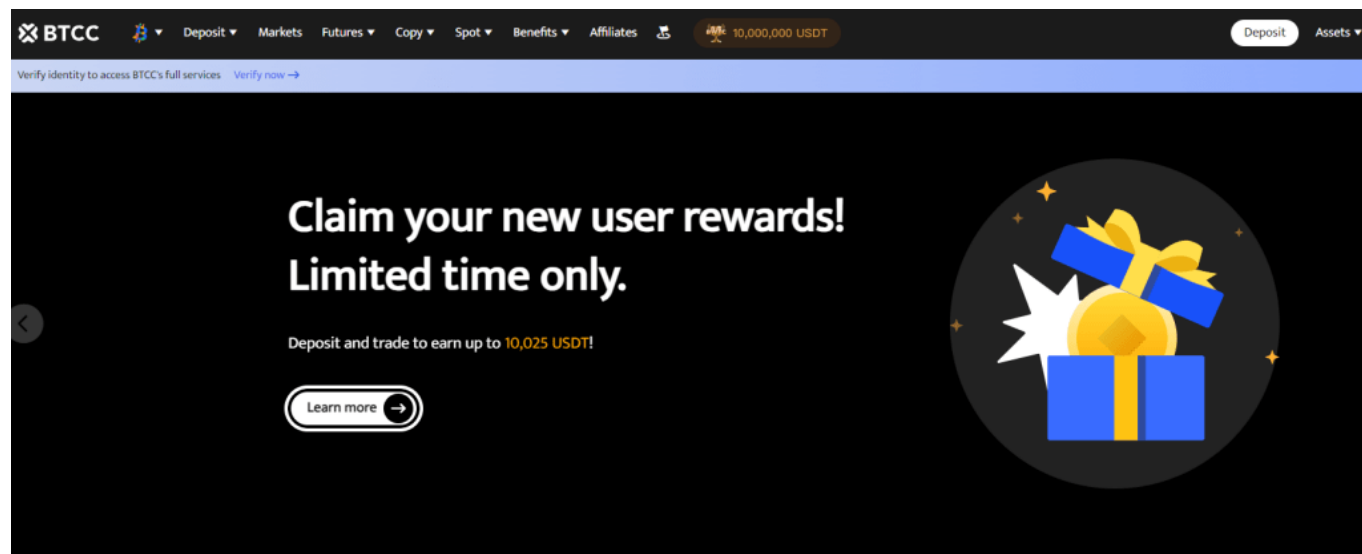 BTCC Deposit Markets Futures Copy Spot Benefits Affiliates 10,000,000 USDT Deposit Assets
Verify identity to access BTCC's full services Verify now →
Claim your new user rewards!
Limited time only.
Deposit and trade to earn up to 10,025 USDT!
Learn more →